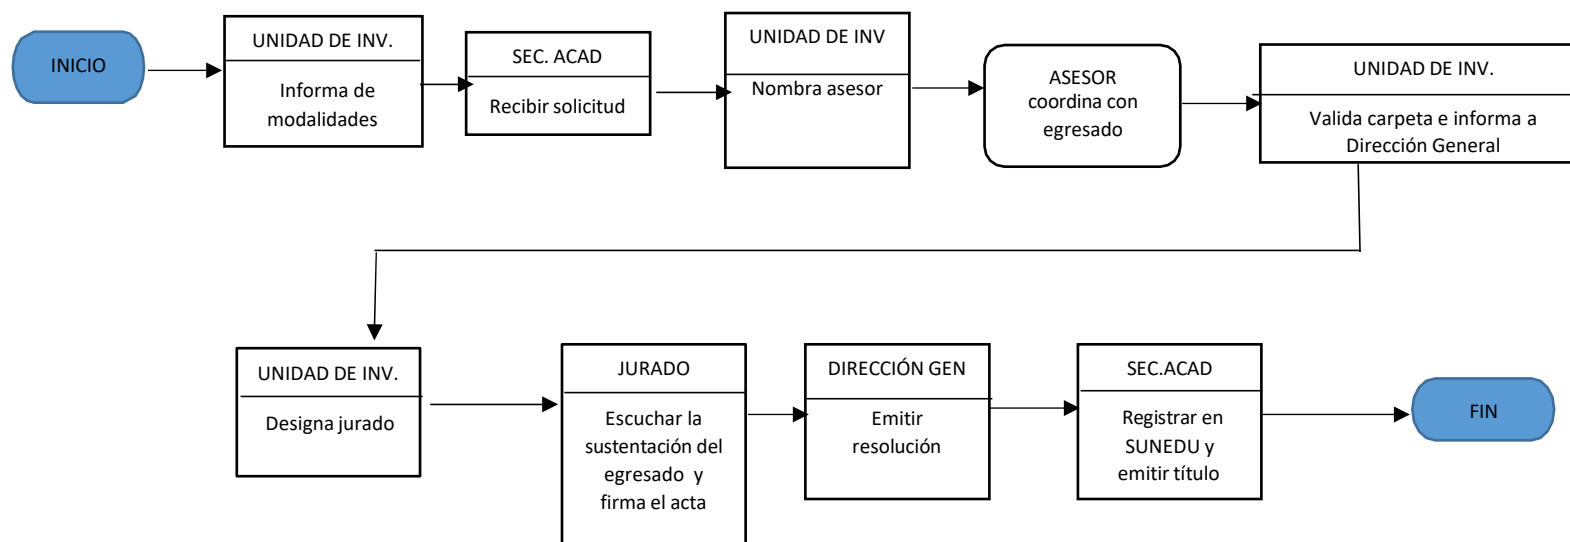 INICIO
UNIDAD DE INV.
Informa de
modalidades
SEC. ACAD
Recibir solicitud
UNIDAD DE INV
Nombra asesor
ASESOR
coordina con
egresado
UNIDAD DE INV.
Valida carpeta e informa a
Dirección General
UNIDAD DE INV.
Designa jurado
JURADO
Escuchar la
sustentación del
egresado y
firma el acta
DIRECCIÓN GEN
Emitir
resolución
SEC.ACAD
Registrar en
SUNEDU y
emitir título
FIN